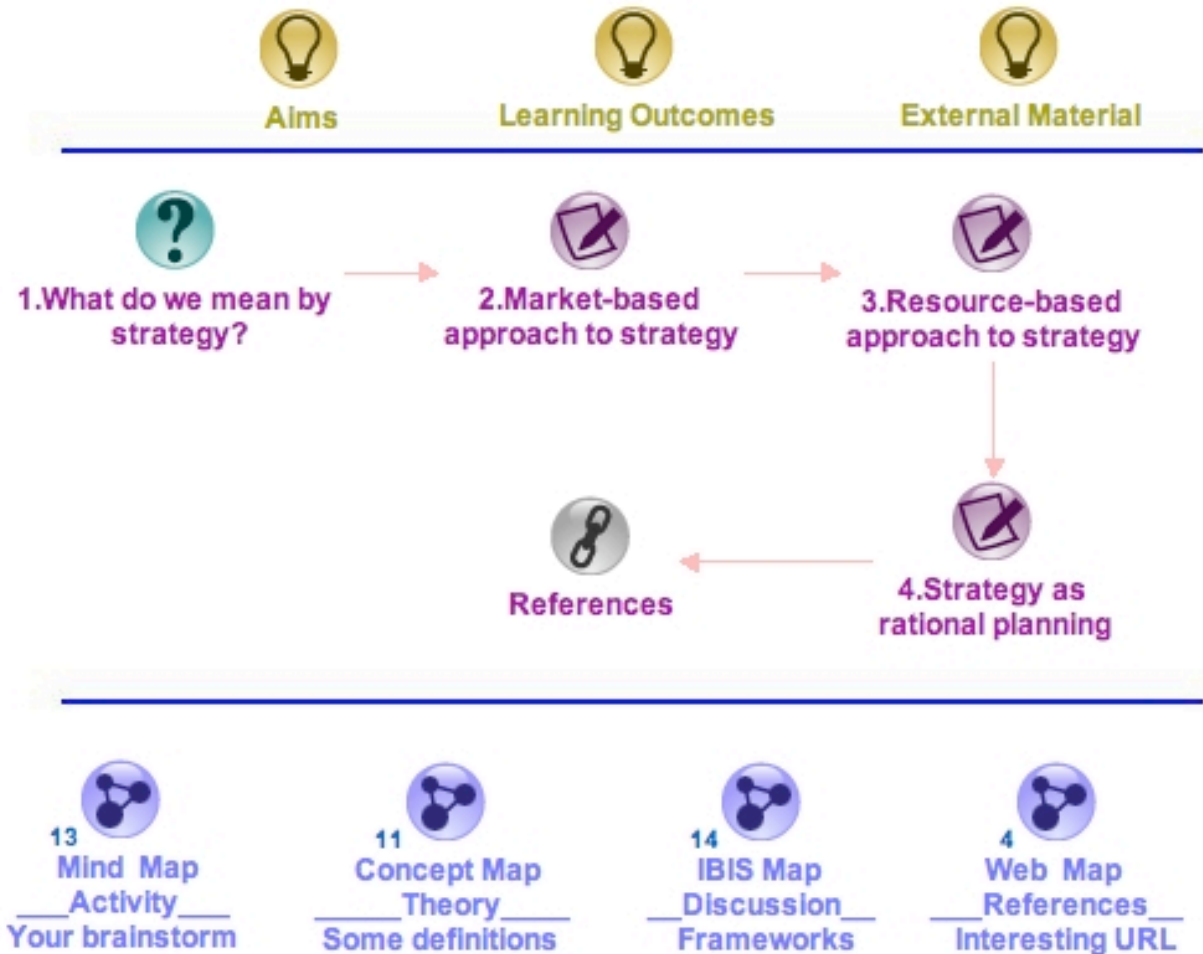 Aims
Learning Outcomes
External Material
1.What do we mean by
strategy?
2.Market-based
approach to strategy
3.Resource-based
approach to strategy
References
4.Strategy as
rational planning
13
Mind Map
___Activity___
Your brainstorm
11
Concept Map
_____Theory____
Some definitions
14
IBIS Map
__Discussion__
Frameworks
4
Web Map
___References__
Interesting URL